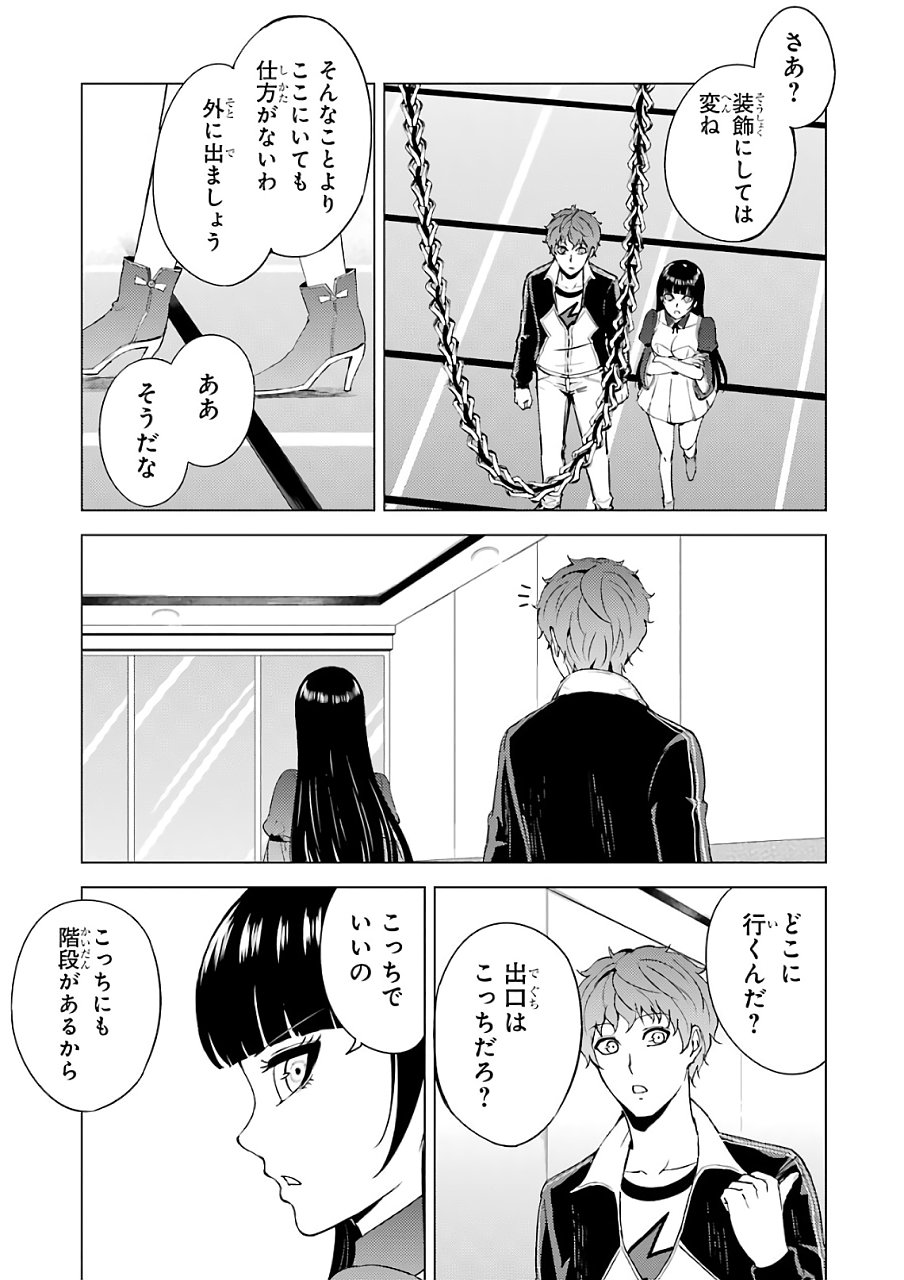 さあ?
装飾にしては
変ね
そんなことより
ここにいても
仕方がないわ
外に出ましょう
ああ
そうだな
どこに
行くんだ?
出口は
こっちだろ?
こっちで
いいの
こっちにも
階段があるから